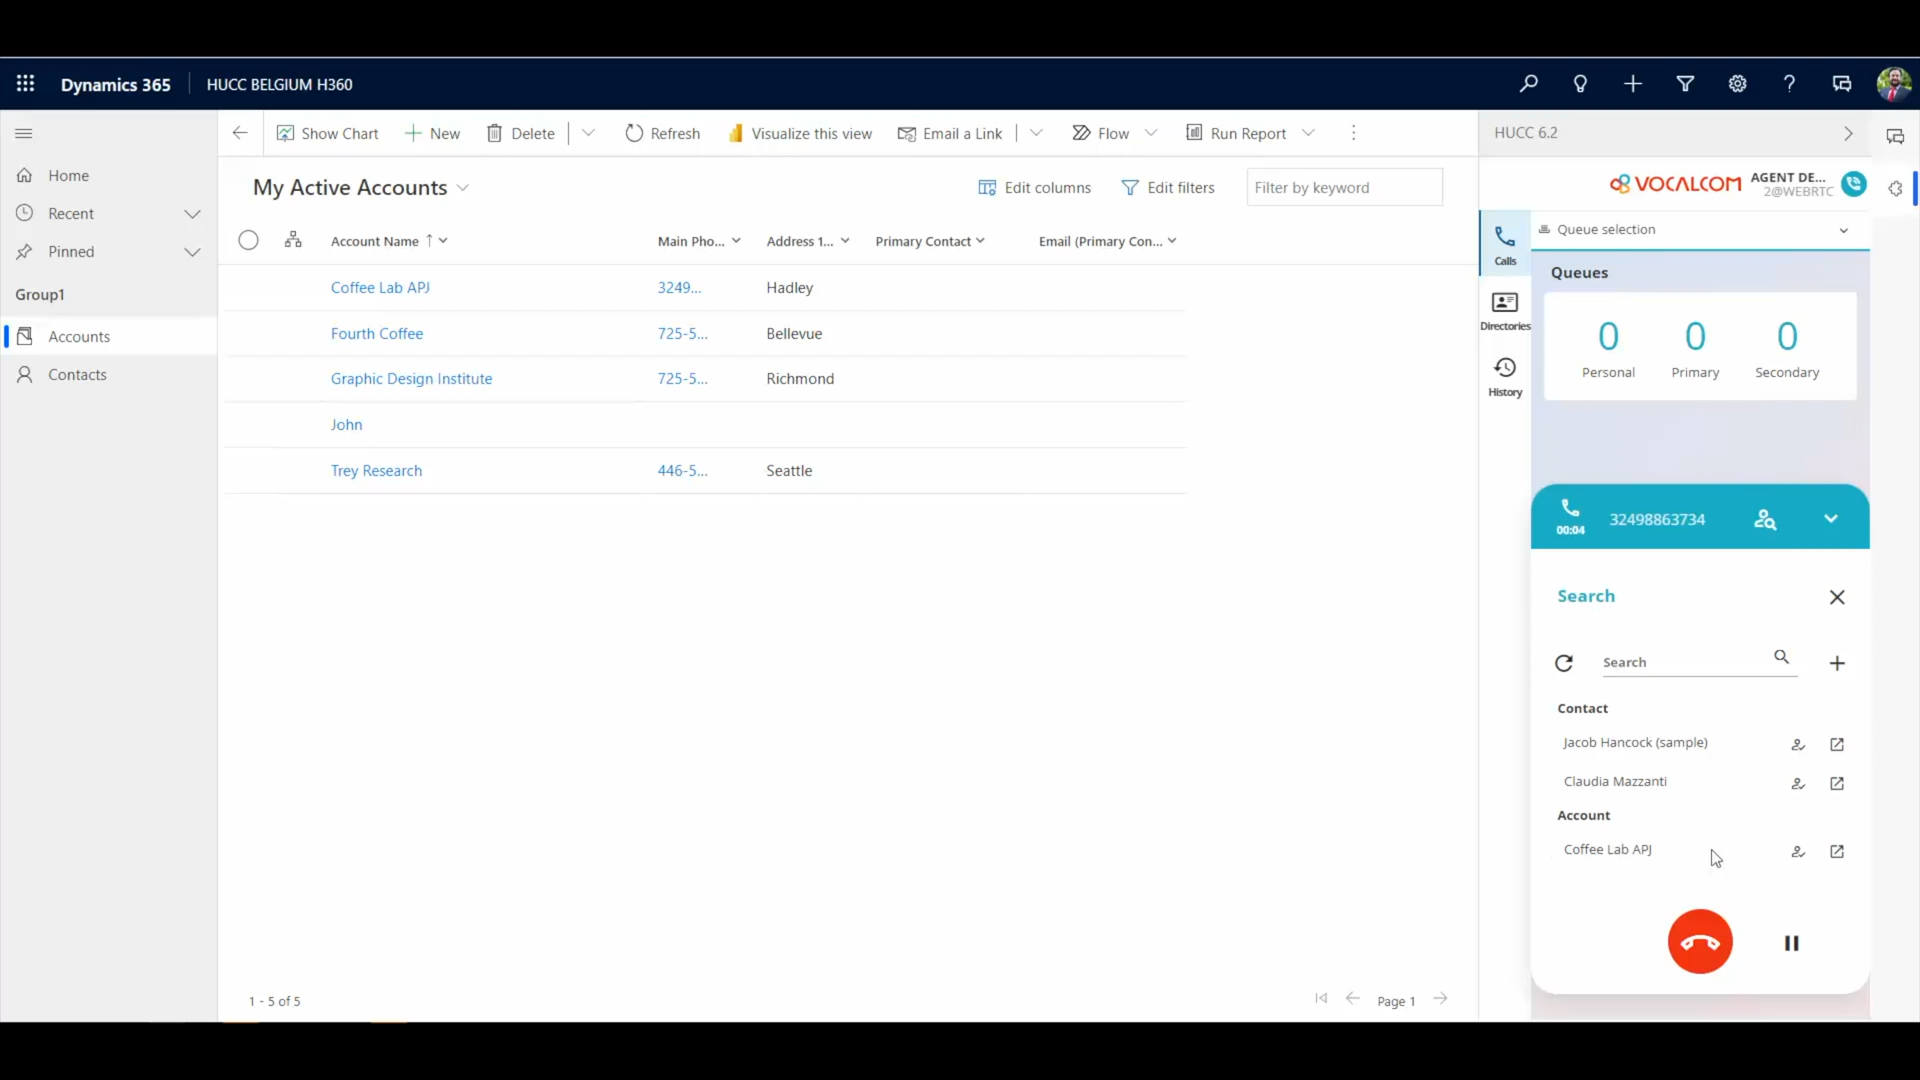 Dynamics 365
HUCC BELGIUM H360
Show Chart
New
Delete
Refresh
Visualize this view
Email a Link
Flow
Run Report
HUCC 6.2
Home
Recent
Pinned
Group1
Accounts
Contacts
My Active Accounts
Edit columns
Edit filters
Filter by keyword
Account Name ↑
Main Pho...
Address 1...
Primary Contact
Email (Primary Con...
Coffee Lab APJ
3249...
Hadley
Fourth Coffee
725-5...
Bellevue
Graphic Design Institute
725-5...
Richmond
John
Trey Research
446-5...
Seattle
1 - 5 of 5
Page 1
VOCALCOM
AGENT DE...
2@WEBRTC
Calls
Directories
History
Queue selection
Queues
0 0 0
Personal Primary Secondary
00:04
32498863734
Search
Search
Contact
Jacob Hancock (sample)
Claudia Mazzanti
Account
Coffee Lab APJ